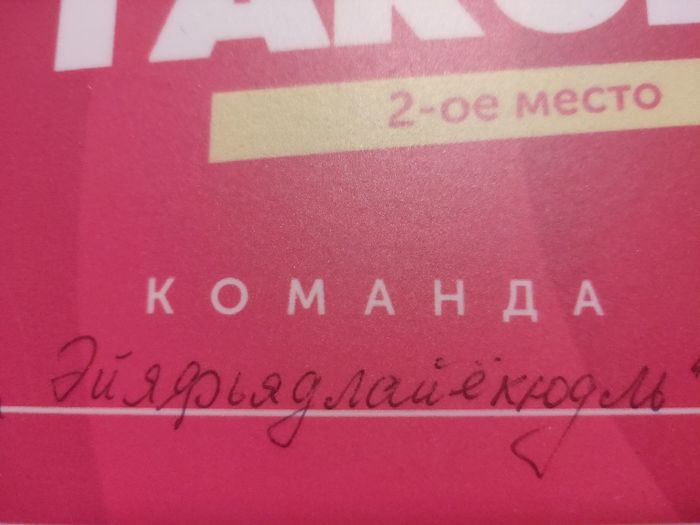 2-ое место
КОМАНДА
„Эйяфьядлайёкюдль"